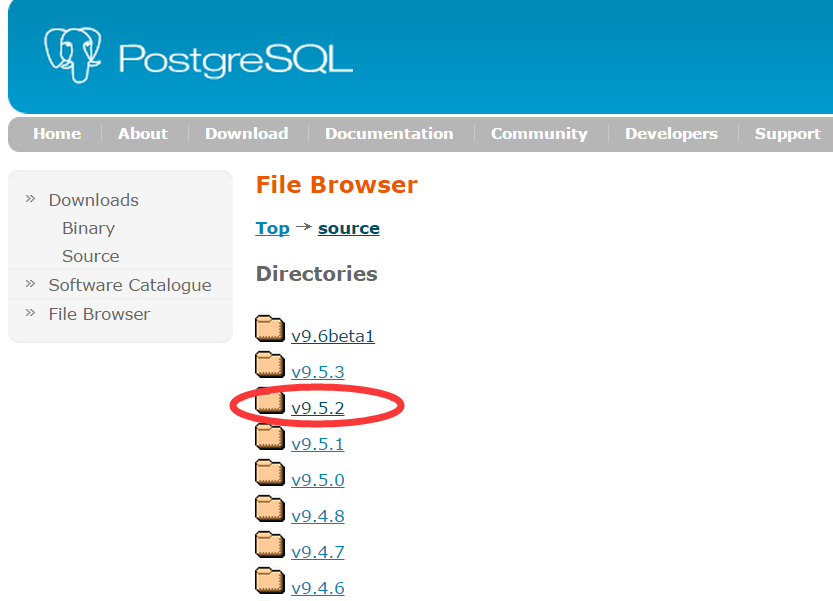 PostgreSQL
Home About Download Documentation Community Developers Support
» Downloads
Binary
Source
» Software Catalogue
» File Browser
File Browser
Top → source
Directories
v9.6beta1
v9.5.3
v9.5.2
v9.5.1
v9.5.0
v9.4.8
v9.4.7
v9.4.6